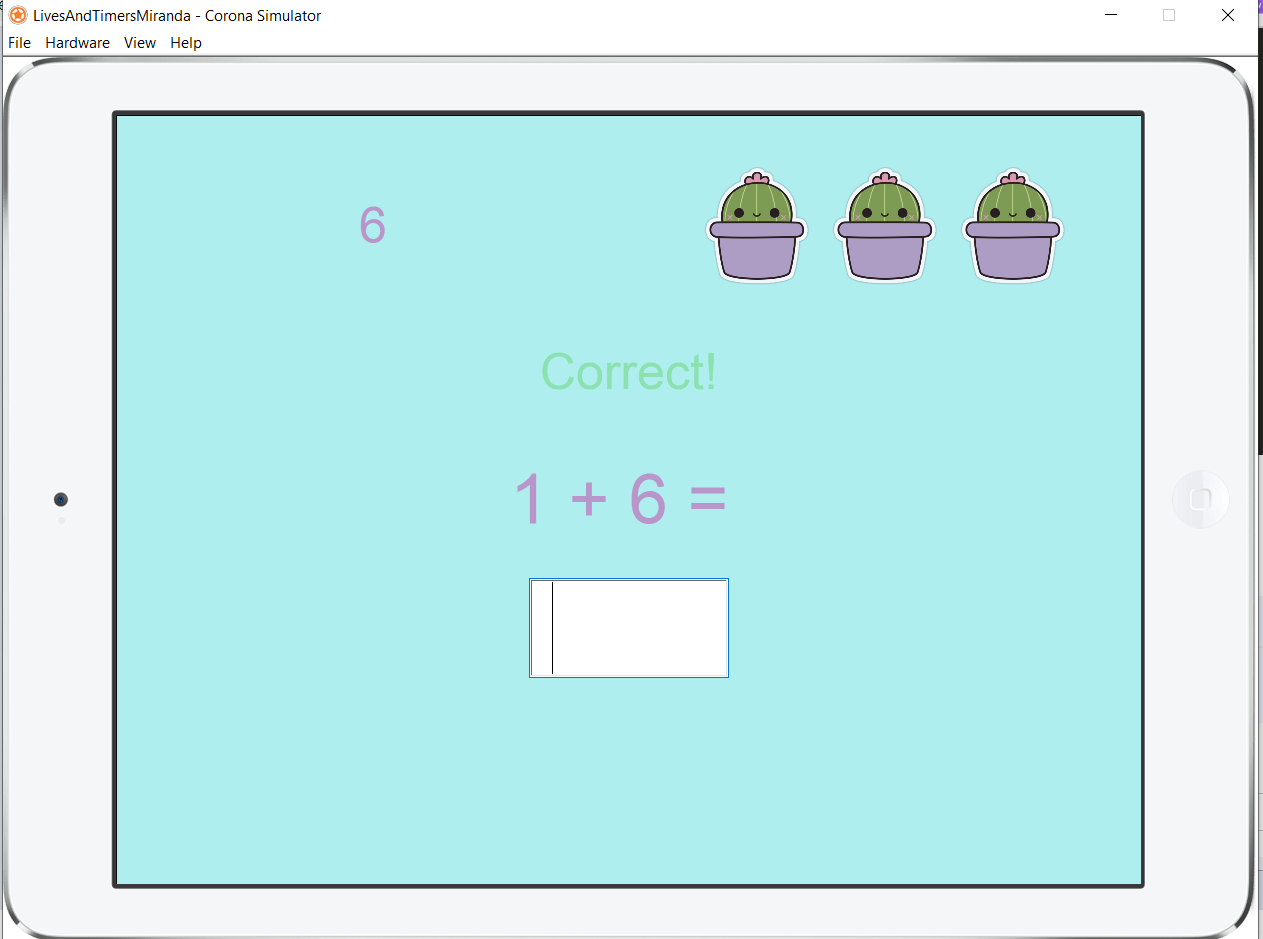 LivesAndTimersMiranda - Corona Simulator
File Hardware View Help
6
Correct!
1 + 6 =